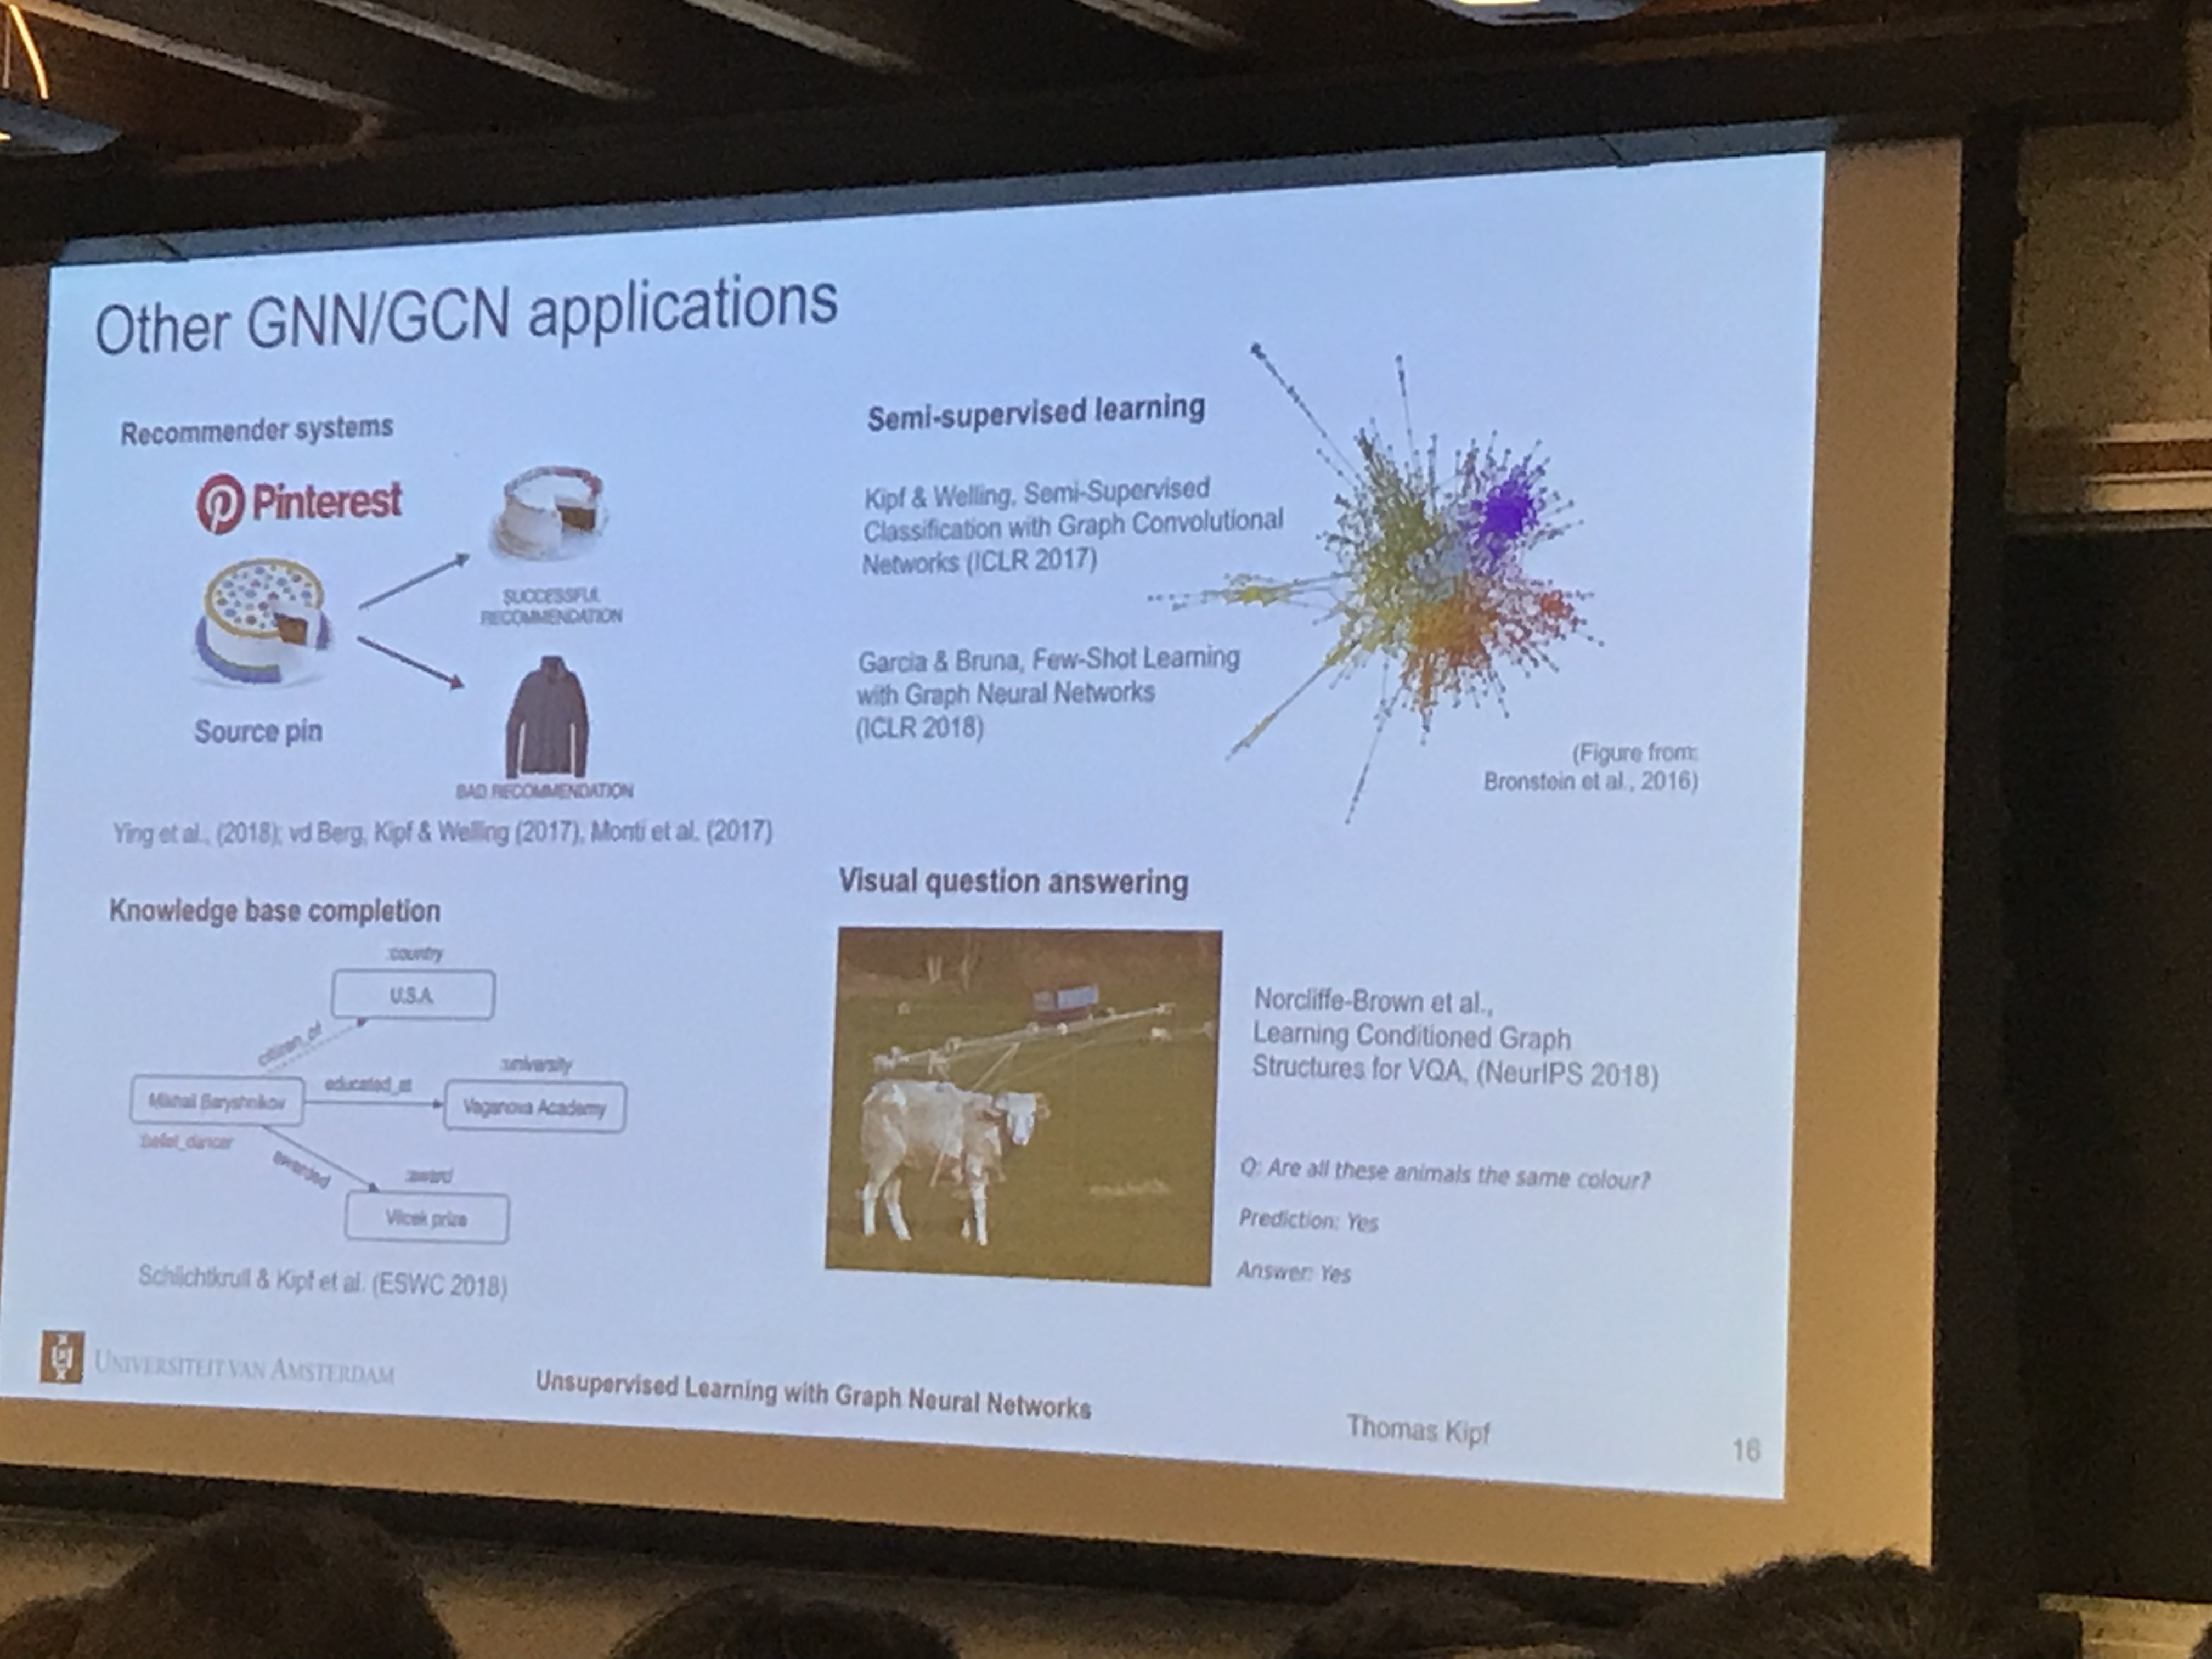 Other GNN/GCN applications
Recommender systems
Pinterest
SUCCESSFUL
RECOMMENDATION
Source pin
BAD RECOMMENDATION
Ying et al., (2018); vd Berg, Kipf & Welling (2017), Monti et al. (2017)
Semi-supervised learning
Kipf & Welling, Semi-Supervised
Classification with Graph Convolutional
Networks (ICLR 2017)
Garcia & Bruna, Few-Shot Learning
with Graph Neural Networks
(ICLR 2018)
(Figure from:
Bronstein et al., 2016)
Knowledge base completion
:country
U.S.A.
citizen_of
Mikhail Baryshnikov
:ballet_dancer
educated_at
:university
Vaganova Academy
awarded
:award
Vilcek prize
Schlichtkrull & Kipf et al. (ESWC 2018)
Visual question answering
Norcliffe-Brown et al.,
Learning Conditioned Graph
Structures for VQA, (NeurIPS 2018)
Q: Are all these animals the same colour?
Prediction: Yes
Answer: Yes
UNIVERSITEIT VAN AMSTERDAM
Unsupervised Learning with Graph Neural Networks
Thomas Kipf
16